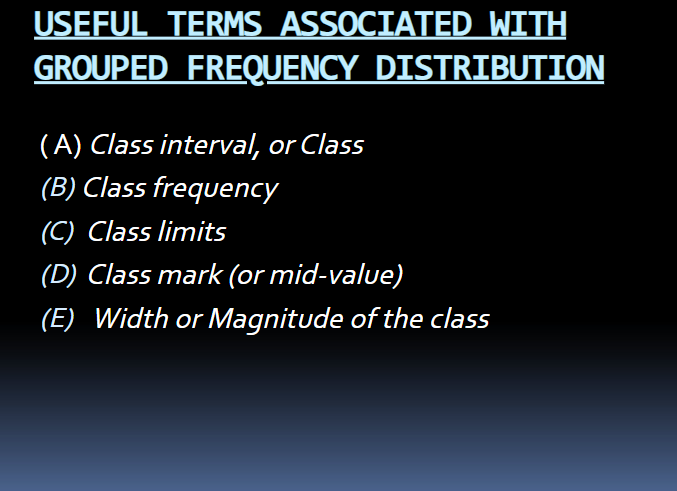 USEFUL TERMS ASSOCIATED WITH
GROUPED FREQUENCY DISTRIBUTION
( A) Class interval, or Class
(B) Class frequency
(C) Class limits
(D) Class mark (or mid-value)
(E) Width or Magnitude of the class